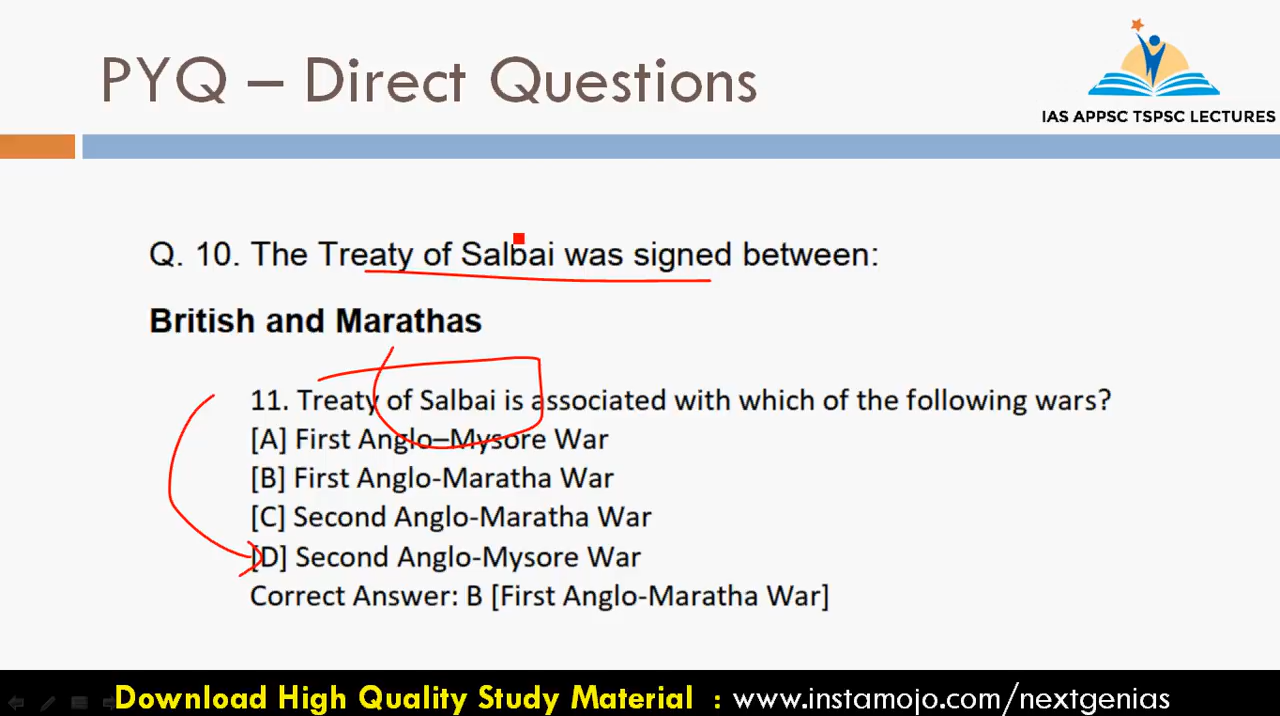 PYQ – Direct Questions
IAS APPSC TSPSC LECTURES
Q. 10. The Treaty of Salbai was signed between:
British and Marathas
11. Treaty of Salbai is associated with which of the following wars?
[A] First Anglo–Mysore War
[B] First Anglo-Maratha War
[C] Second Anglo-Maratha War
[D] Second Anglo-Mysore War
Correct Answer: B [First Anglo-Maratha War]
Download High Quality Study Material : www.instamojo.com/nextgenias